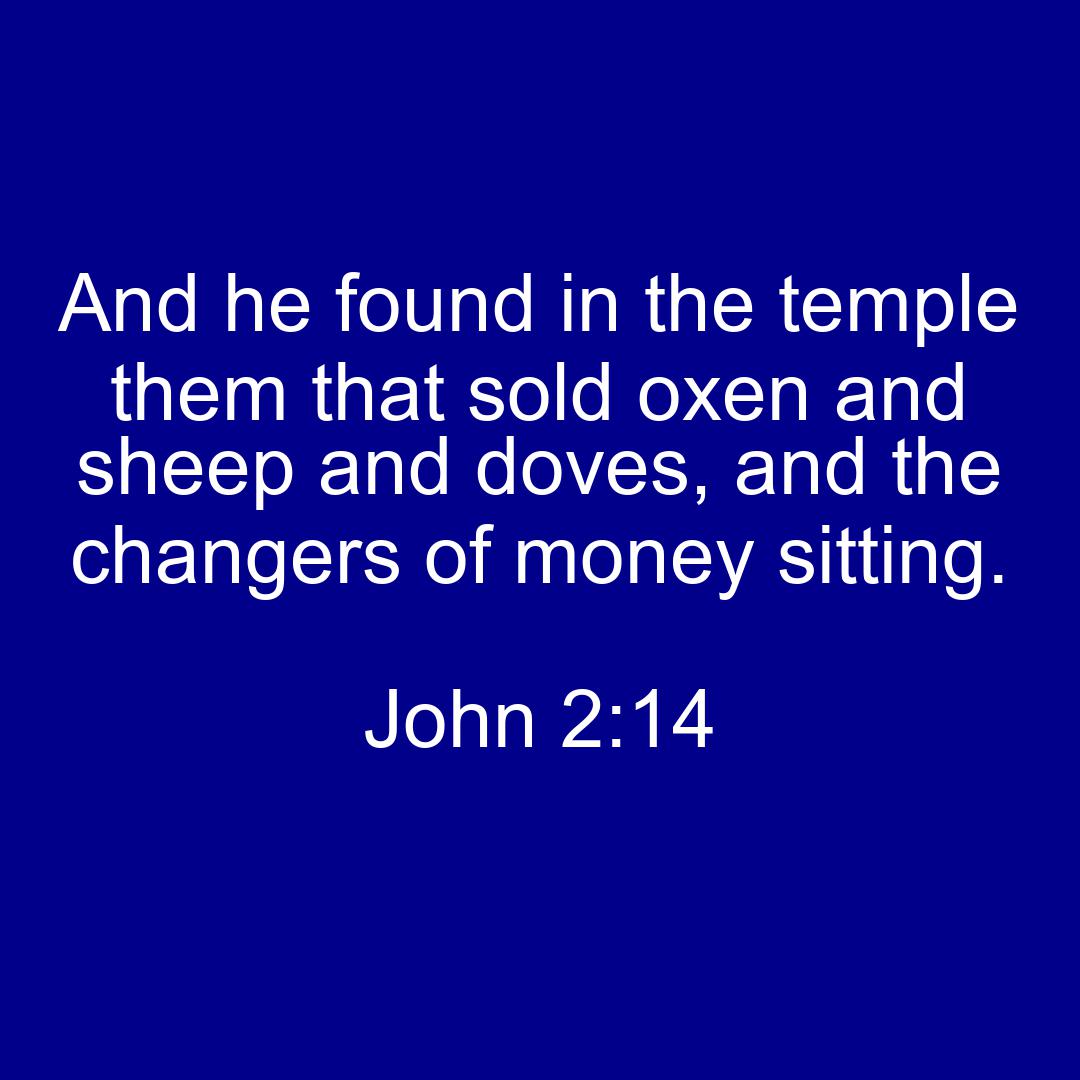 And he found in the temple
them that sold oxen and
sheep and doves, and the
changers of money sitting.
John 2:14